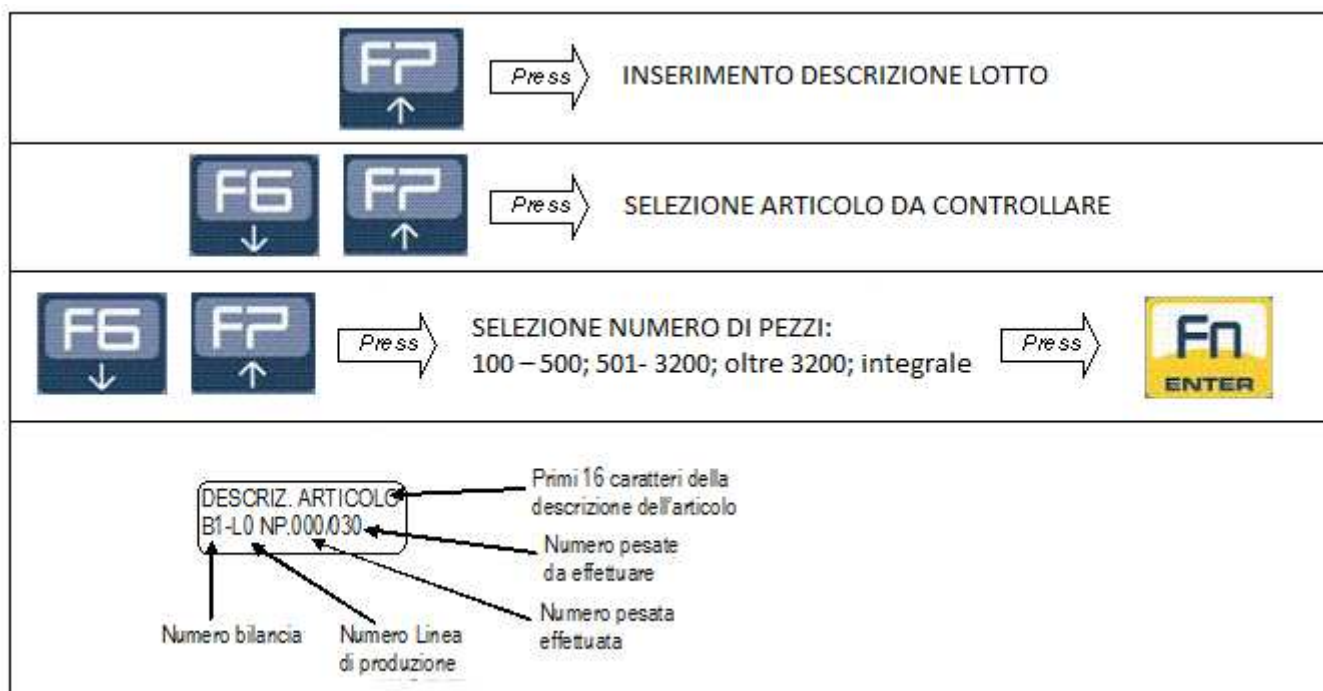 F7
Press
INSERIMENTO DESCRIZIONE LOTTO
F6
F7
Press
SELEZIONE ARTICOLO DA CONTROLLARE
F6
F7
Press
SELEZIONE NUMERO DI PEZZI:
100 – 500; 501- 3200; oltre 3200; integrale
Press
Fn
ENTER
DESCRIZ. ARTICOLO
B1-L0 NP.000/030
Primi 16 caratteri della
descrizione dell'articolo
Numero pesate
da effettuare
Numero pesata
effettuata
Numero bilancia
Numero Linea
di produzione